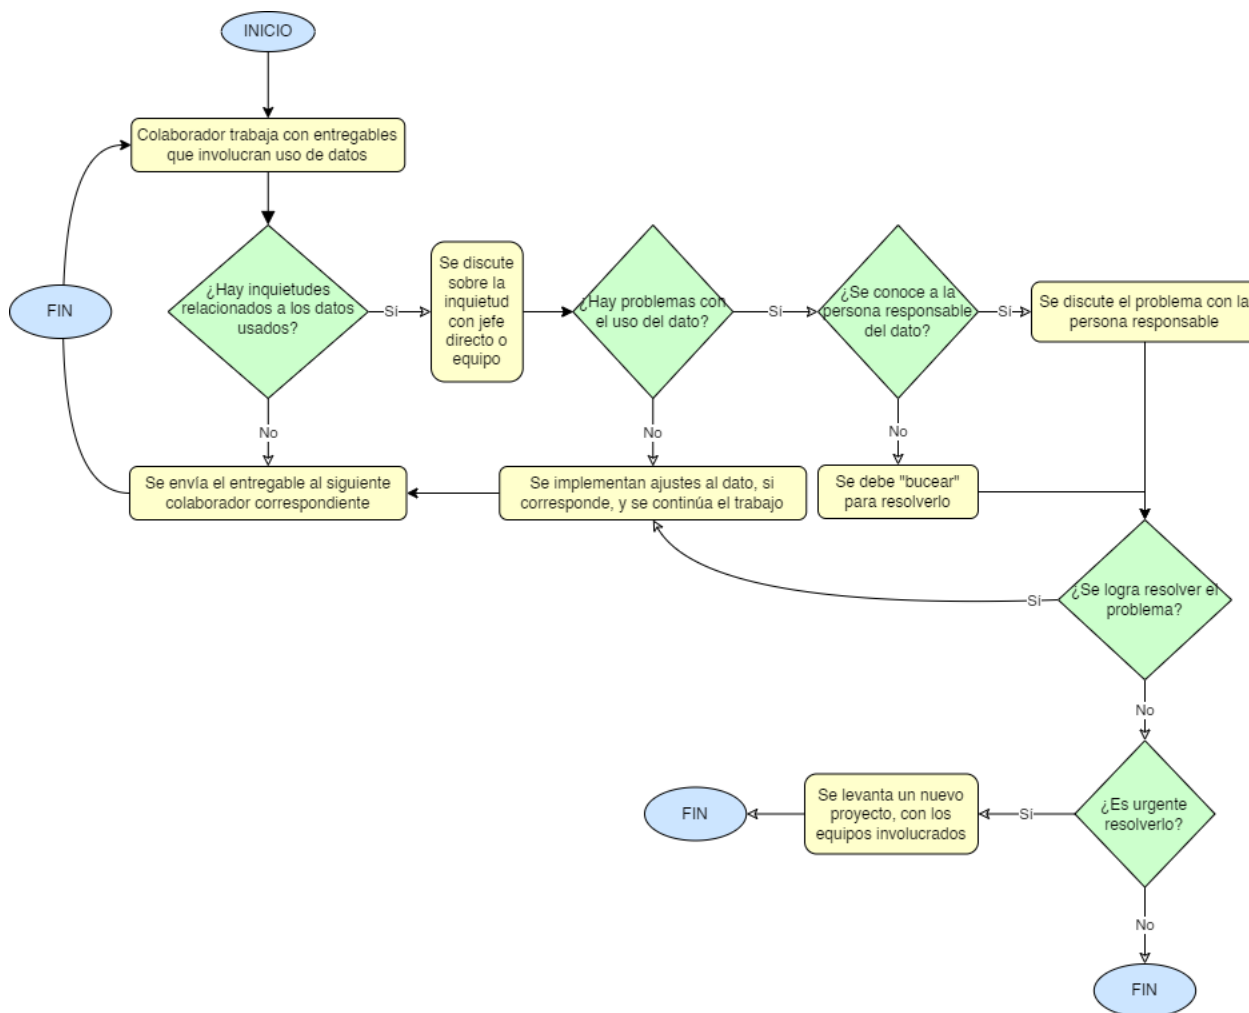 INICIO
Colaborador trabaja con entregables
que involucran uso de datos
¿Hay inquietudes
relacionados a los datos
usados?
Sí
Se discute
sobre la
inquietud
con jefe
directo o
equipo
¿Hay problemas con
el uso del dato?
Sí
¿Se conoce a la
persona responsable
del dato?
Sí
Se discute el problema con la
persona responsable
FIN
No
No
No
Se envía el entregable al siguiente
colaborador correspondiente
Se implementan ajustes al dato, si
corresponde, y se continúa el trabajo
Se debe "bucear"
para resolverlo
¿Se logra resolver el
problema?
Sí
No
¿Es urgente
resolverlo?
Sí
Se levanta un nuevo
proyecto, con los
equipos involucrados
FIN
No
FIN